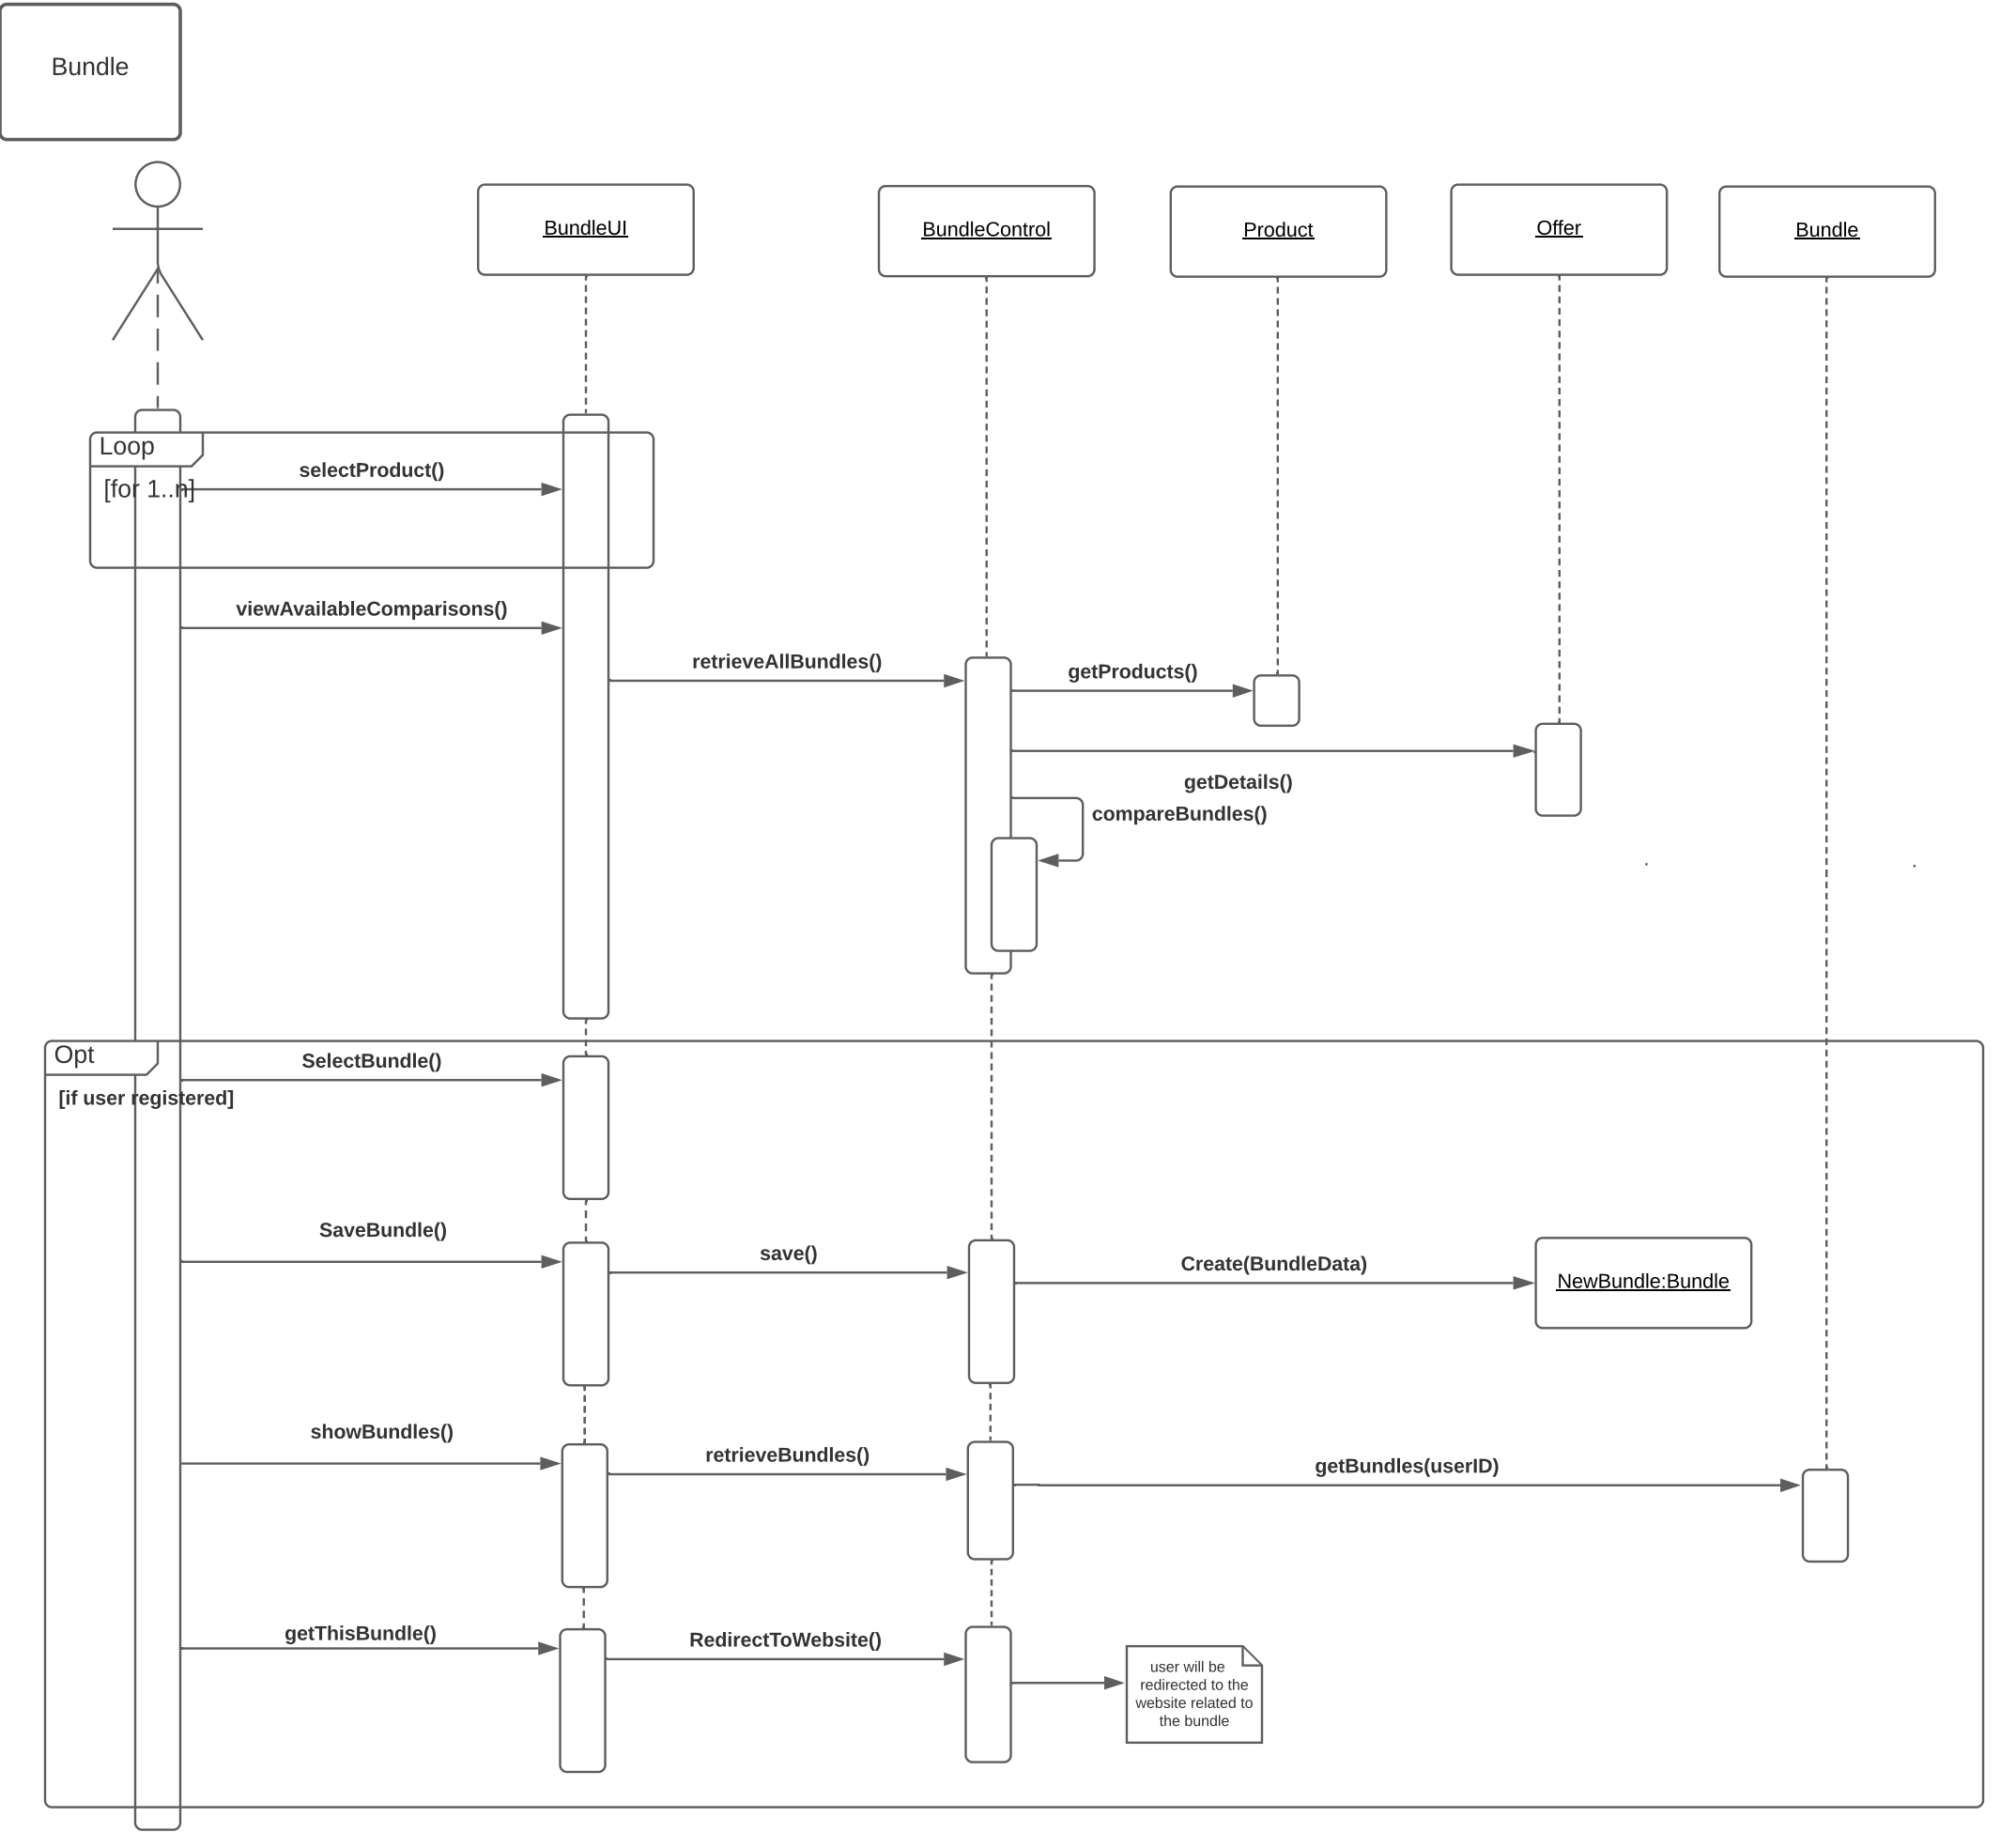 Bundle
BundleUI
BundleControl
Product
Offer
Bundle
Loop
selectProduct()
[for 1..n]
viewAvailableComparisons()
retrieveAllBundles()
getProducts()
getDetails()
compareBundles()
Opt
SelectBundle()
[if user registered]
SaveBundle()
save()
Create(BundleData)
NewBundle:Bundle
showBundles()
retrieveBundles()
getBundles(userID)
getThisBundle()
RedirectToWebsite()
user will be
redirected to the
website related to
the bundle